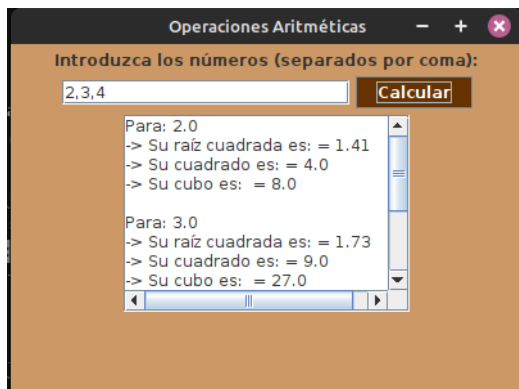 Operaciones Aritméticas
Introduzca los números (separados por coma):
2,3,4
Calcular
Para: 2.0
-> Su raíz cuadrada es: = 1.41
-> Su cuadrado es: = 4.0
-> Su cubo es:  = 8.0
Para: 3.0
-> Su raíz cuadrada es: = 1.73
-> Su cuadrado es: = 9.0
-> Su cubo es:  = 27.0